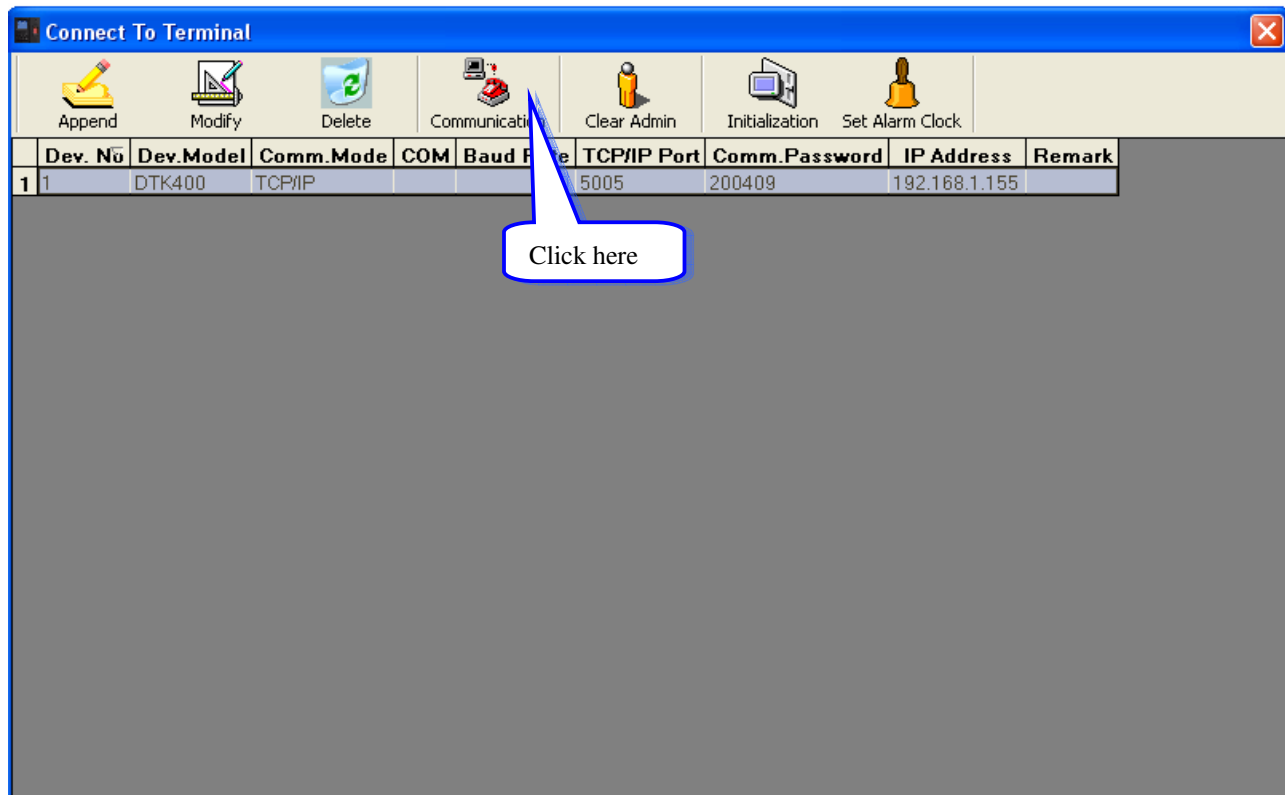 Connect To Terminal
Append Modify Delete Communication Clear Admin Initialization Set Alarm Clock
Dev. No Dev.Model Comm.Mode COM Baud TCP/IP Port Comm.Password IP Address Remark
1 1 DTK400 TCP/IP 5005 200409 192.168.1.155
Click here